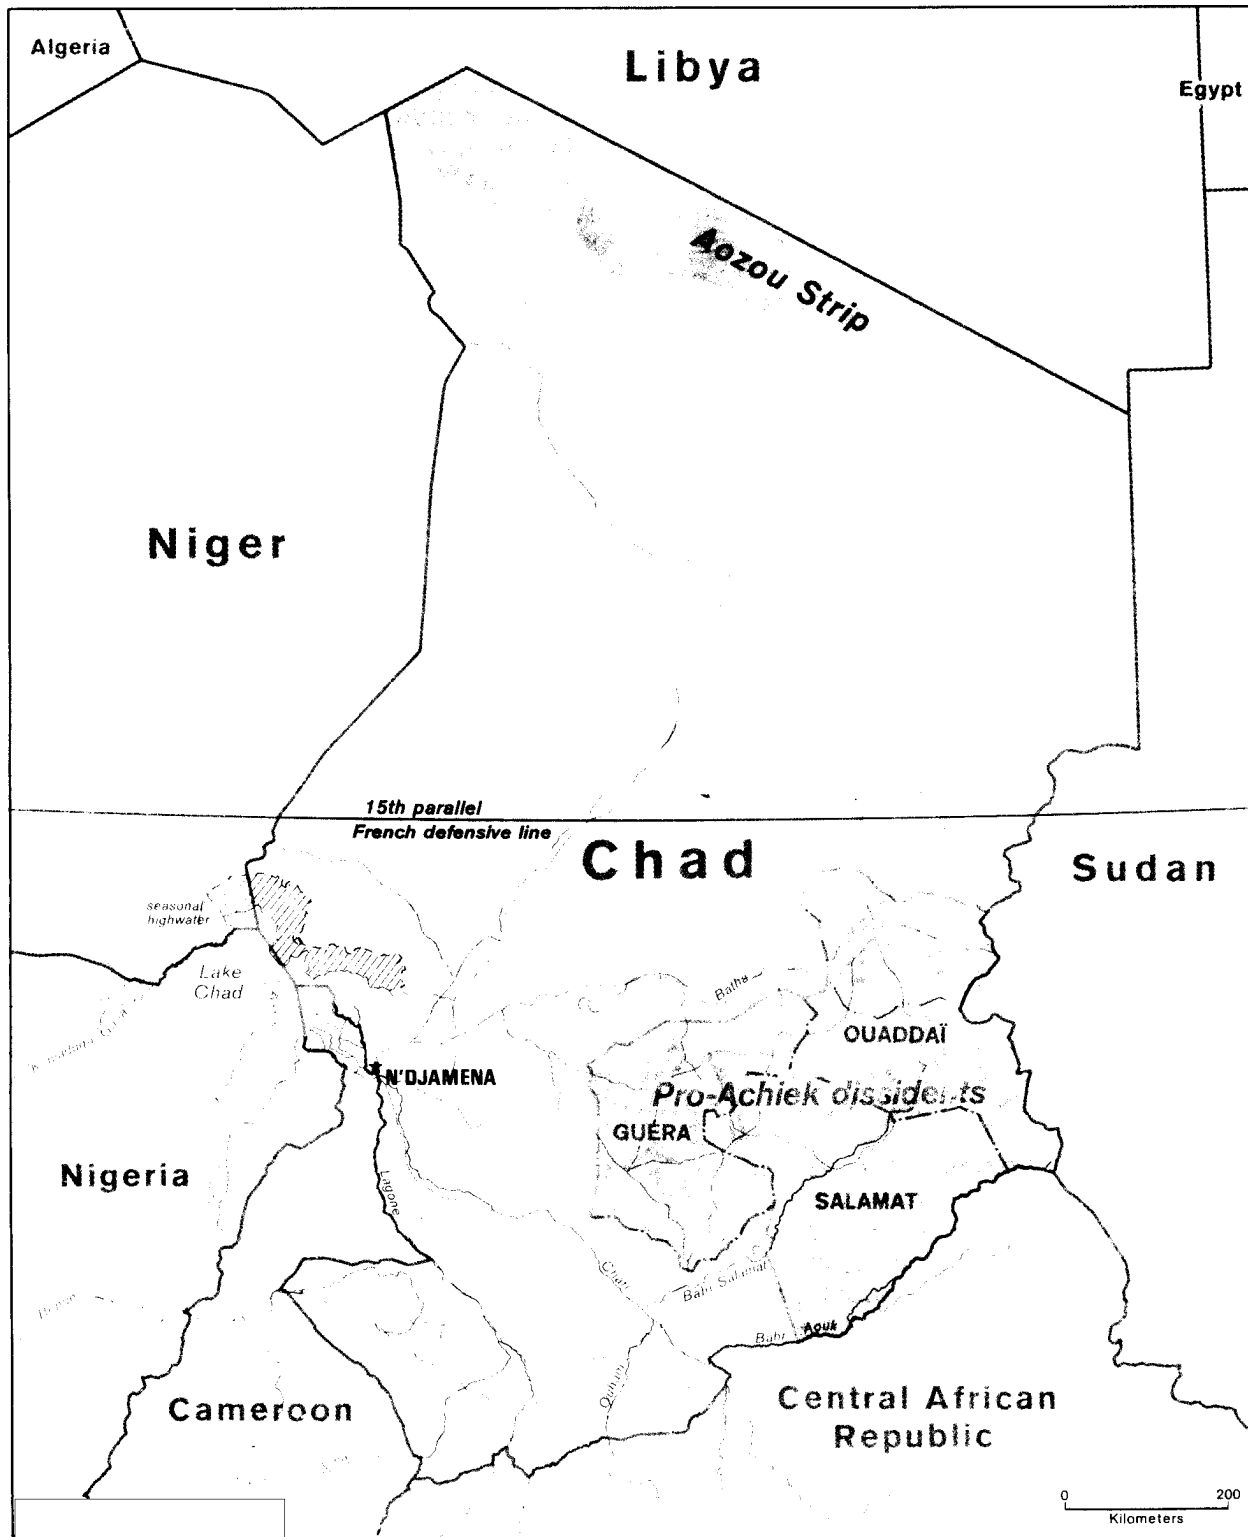 Algeria
Libya
Egypt
Aozou Strip
Niger
15th parallel
French defensive line
Chad
Sudan
seasonal
highwater
Lake
Chad
Batha
OUADDAÏ
N'DJAMENA
Pro-Achiek dissidents
GUÉRA
Nigeria
Logone
SALAMAT
Chari
Bahr Salamat
Bahr Aouk
Ouham
Cameroon
Central African
Republic
0 200
Kilometers